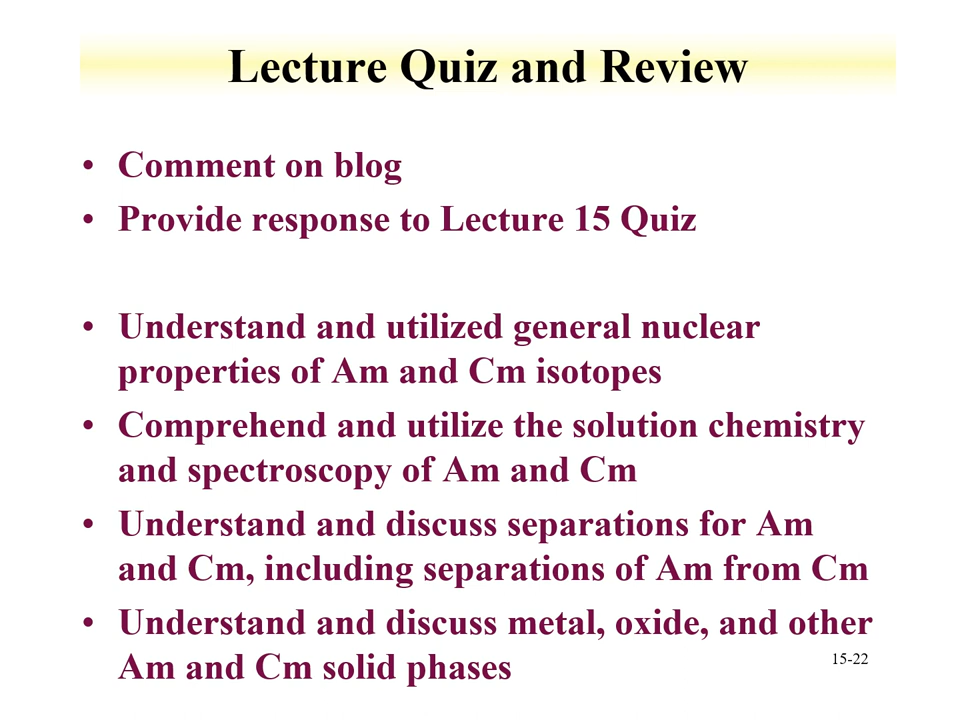 Lecture Quiz and Review
• Comment on blog
• Provide response to Lecture 15 Quiz
• Understand and utilized general nuclear
properties of Am and Cm isotopes
• Comprehend and utilize the solution chemistry
and spectroscopy of Am and Cm
• Understand and discuss separations for Am
and Cm, including separations of Am from Cm
• Understand and discuss metal, oxide, and other
Am and Cm solid phases
15-22